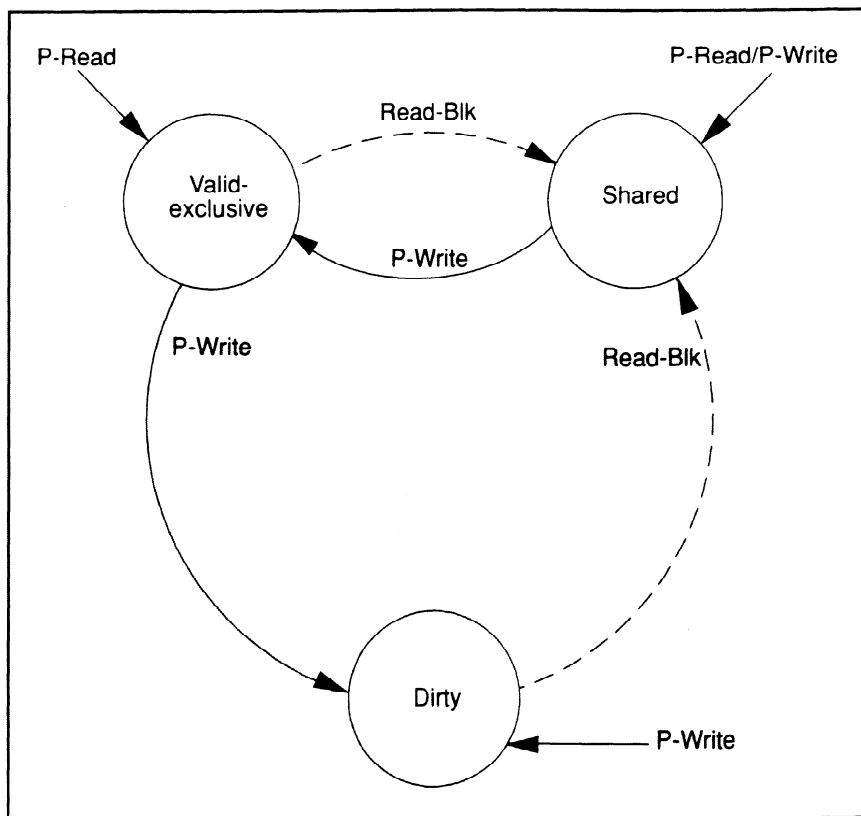 P-Read
P-Read/P-Write
Read-Blk
Valid-
exclusive
Shared
P-Write
P-Write
Read-Blk
Dirty
P-Write